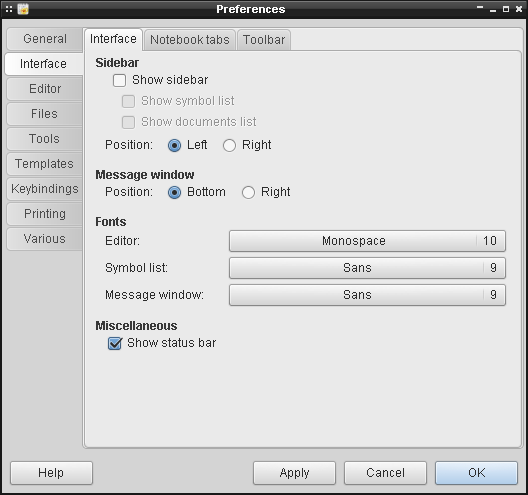 Preferences
General
Interface
Editor
Files
Tools
Templates
Keybindings
Printing
Various
Interface Notebook tabs Toolbar
Sidebar
Show sidebar
Show symbol list
Show documents list
Position: Left Right
Message window
Position: Bottom Right
Fonts
Editor: Monospace 10
Symbol list: Sans 9
Message window: Sans 9
Miscellaneous
Show status bar
Help Apply Cancel OK